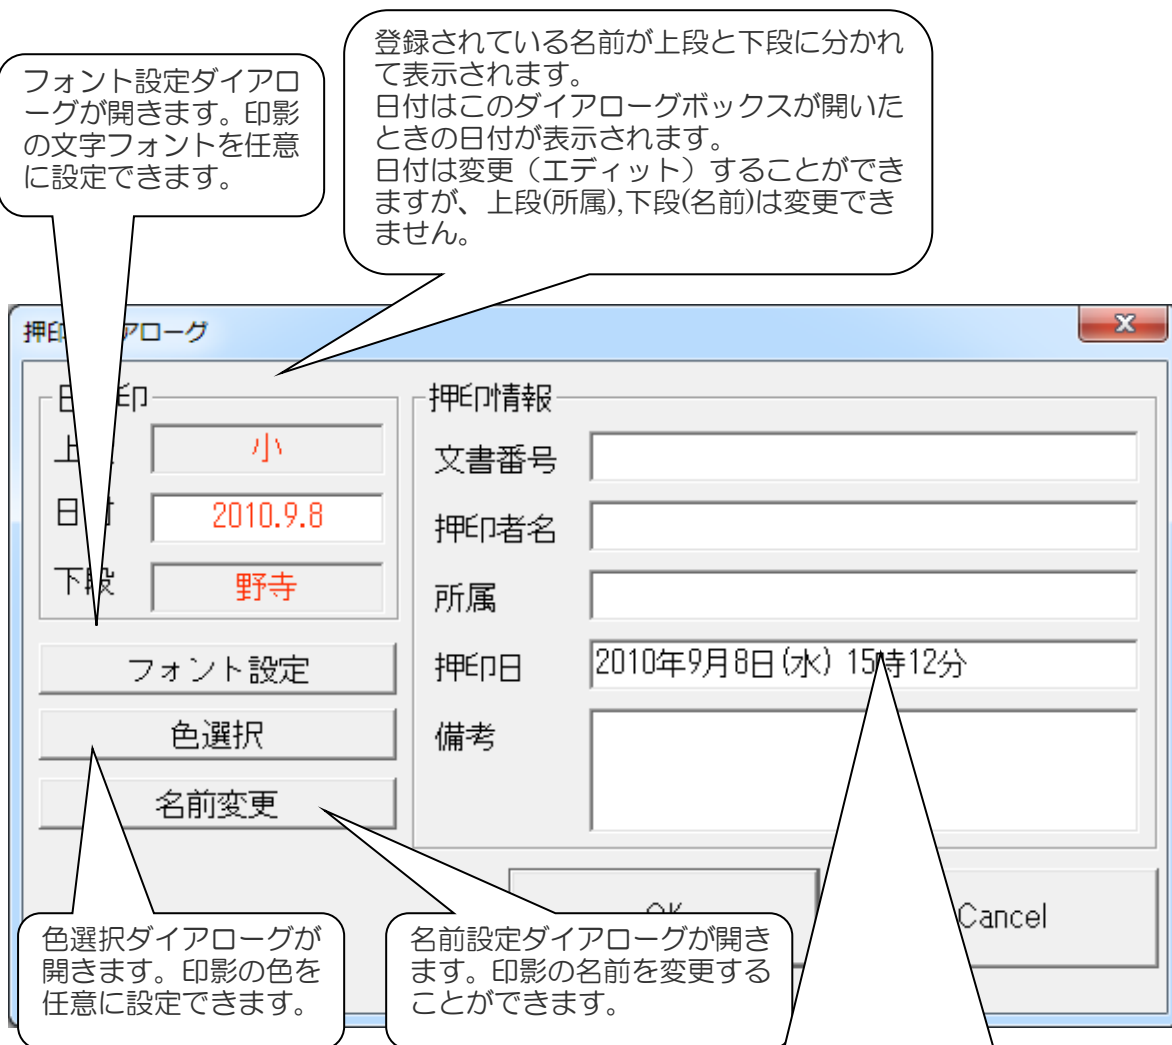 登録されている名前が上段と下段に分かれ
て表示されます。
日付はこのダイアローグボックスが開いた
ときの日付が表示されます。
日付は変更（エディット）することができ
ますが、上段(所属),下段(名前)は変更でき
ません。
フォント設定ダイアロ
ーグが開きます。印影
の文字フォントを任意
に設定できます。
押印 アローグ
印
上
小
日
2010.9.8
下段
野寺
フォント設定
色選択
名前変更
押印情報
文書番号
押印者名
所属
押印日
2010年9月8日(水) 15時12分
備考
OK
Cancel
色選択ダイアローグが
開きます。印影の色を
任意に設定できます。
名前設定ダイアローグが開き
ます。印影の名前を変更する
ことができます。